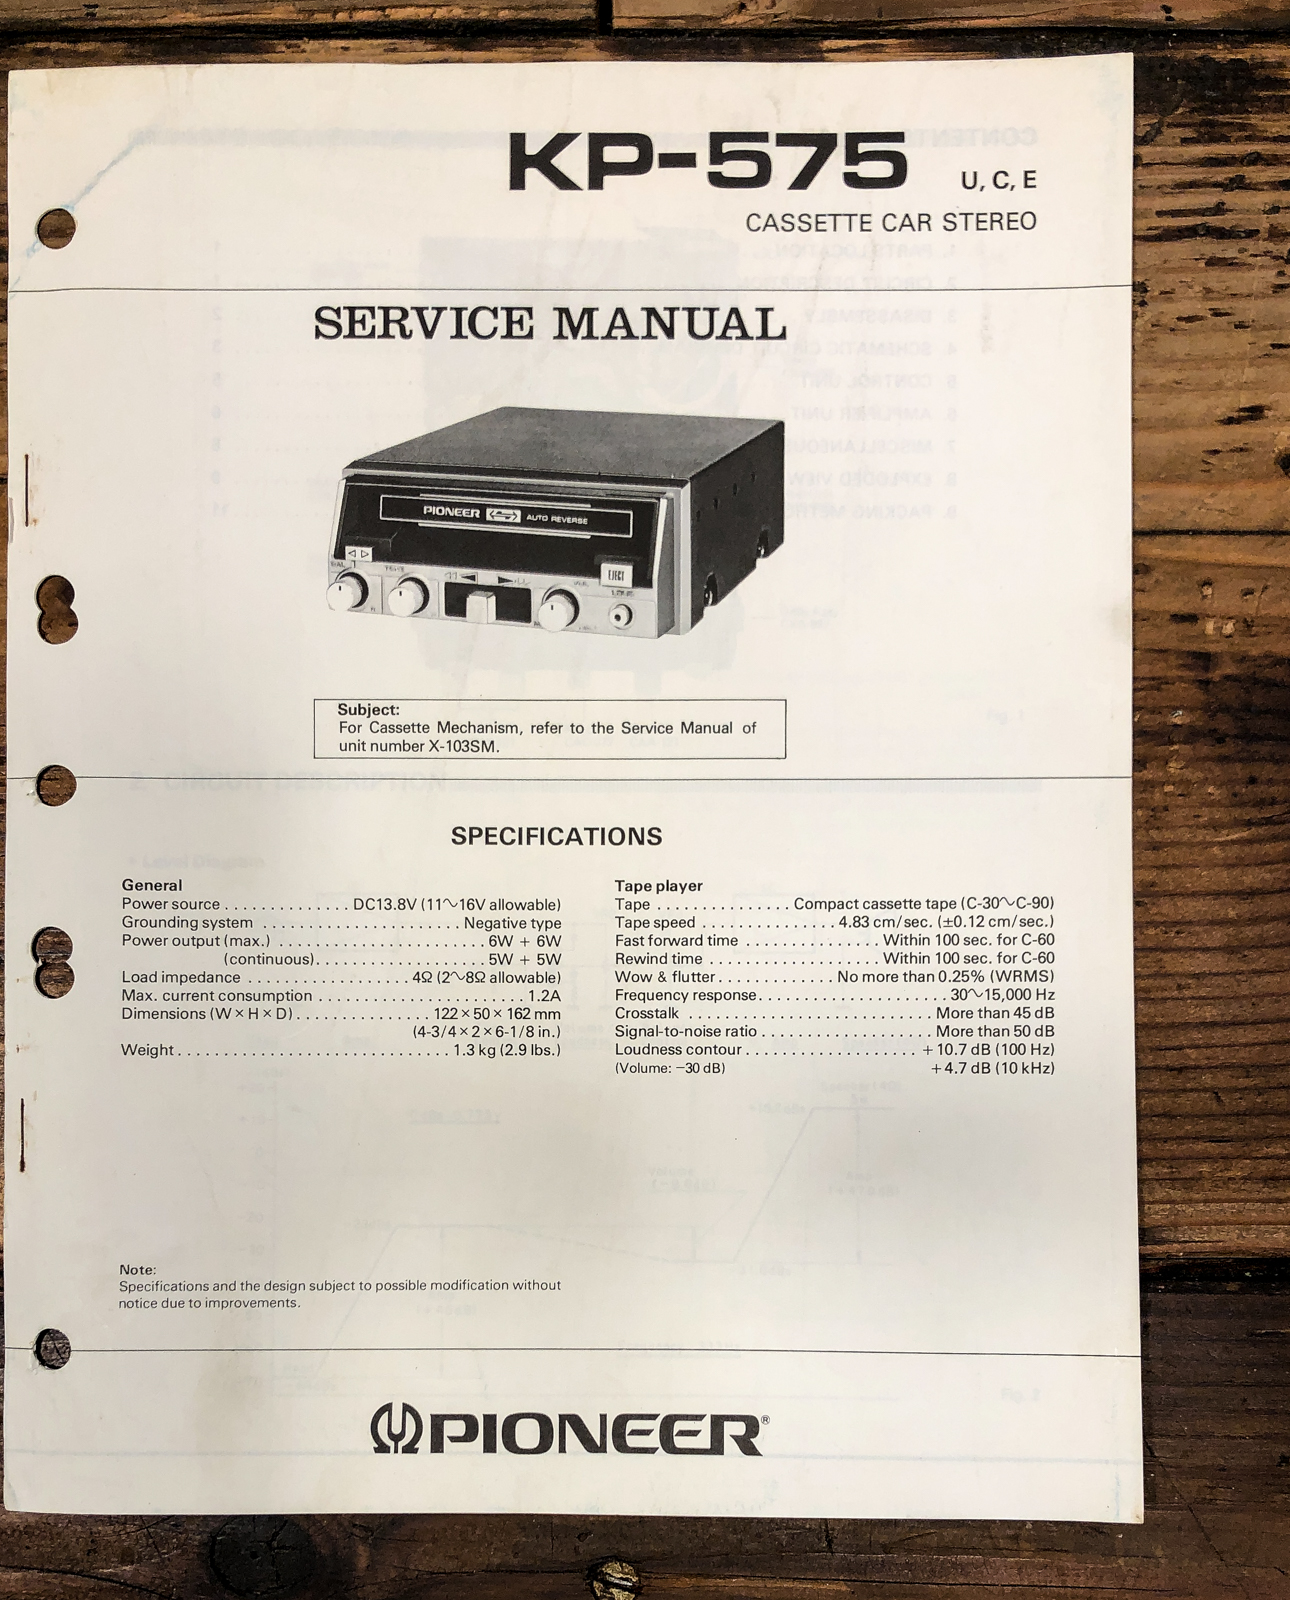 KP-575 U, C, E
CASSETTE CAR STEREO
SERVICE MANUAL
PIONEER AUTO REVERSE
EJECT
Subject:
For Cassette Mechanism, refer to the Service Manual of
unit number X-103SM.
SPECIFICATIONS
General
Power source . . . . . . . . . . . . . . DC13.8V (11~16V allowable)
Grounding system . . . . . . . . . . . . . . . . . . . . . . Negative type
Power output (max.) . . . . . . . . . . . . . . . . . . . . . . . . 6W + 6W
(continuous). . . . . . . . . . . . . . . . . . . . 5W + 5W
Load impedance . . . . . . . . . . . . . . . . . . 4Ω (2~8Ω allowable)
Max. current consumption . . . . . . . . . . . . . . . . . . . . . . . 1.2A
Dimensions (W × H × D). . . . . . . . . . . . . . . 122 × 50 × 162 mm
(4-3/4 × 2 × 6-1/8 in.)
Weight. . . . . . . . . . . . . . . . . . . . . . . . . . . . . . 1.3 kg (2.9 lbs.)
Tape player
Tape . . . . . . . . . . . . . . . Compact cassette tape (C-30~C-90)
Tape speed . . . . . . . . . . . . . . . 4.83 cm/sec. (±0.12 cm/sec.)
Fast forward time . . . . . . . . . . . . . . . Within 100 sec. for C-60
Rewind time . . . . . . . . . . . . . . . . . . . Within 100 sec. for C-60
Wow & flutter. . . . . . . . . . . . . No more than 0.25% (WRMS)
Frequency response. . . . . . . . . . . . . . . . . . . . . 30~15,000 Hz
Crosstalk . . . . . . . . . . . . . . . . . . . . . . . . . . . More than 45 dB
Signal-to-noise ratio . . . . . . . . . . . . . . . . . . . . More than 50 dB
Loudness contour . . . . . . . . . . . . . . . . . . . + 10.7 dB (100 Hz)
(Volume: −30 dB) + 4.7 dB (10 kHz)
Note:
Specifications and the design subject to possible modification without
notice due to improvements.
PIONEER®